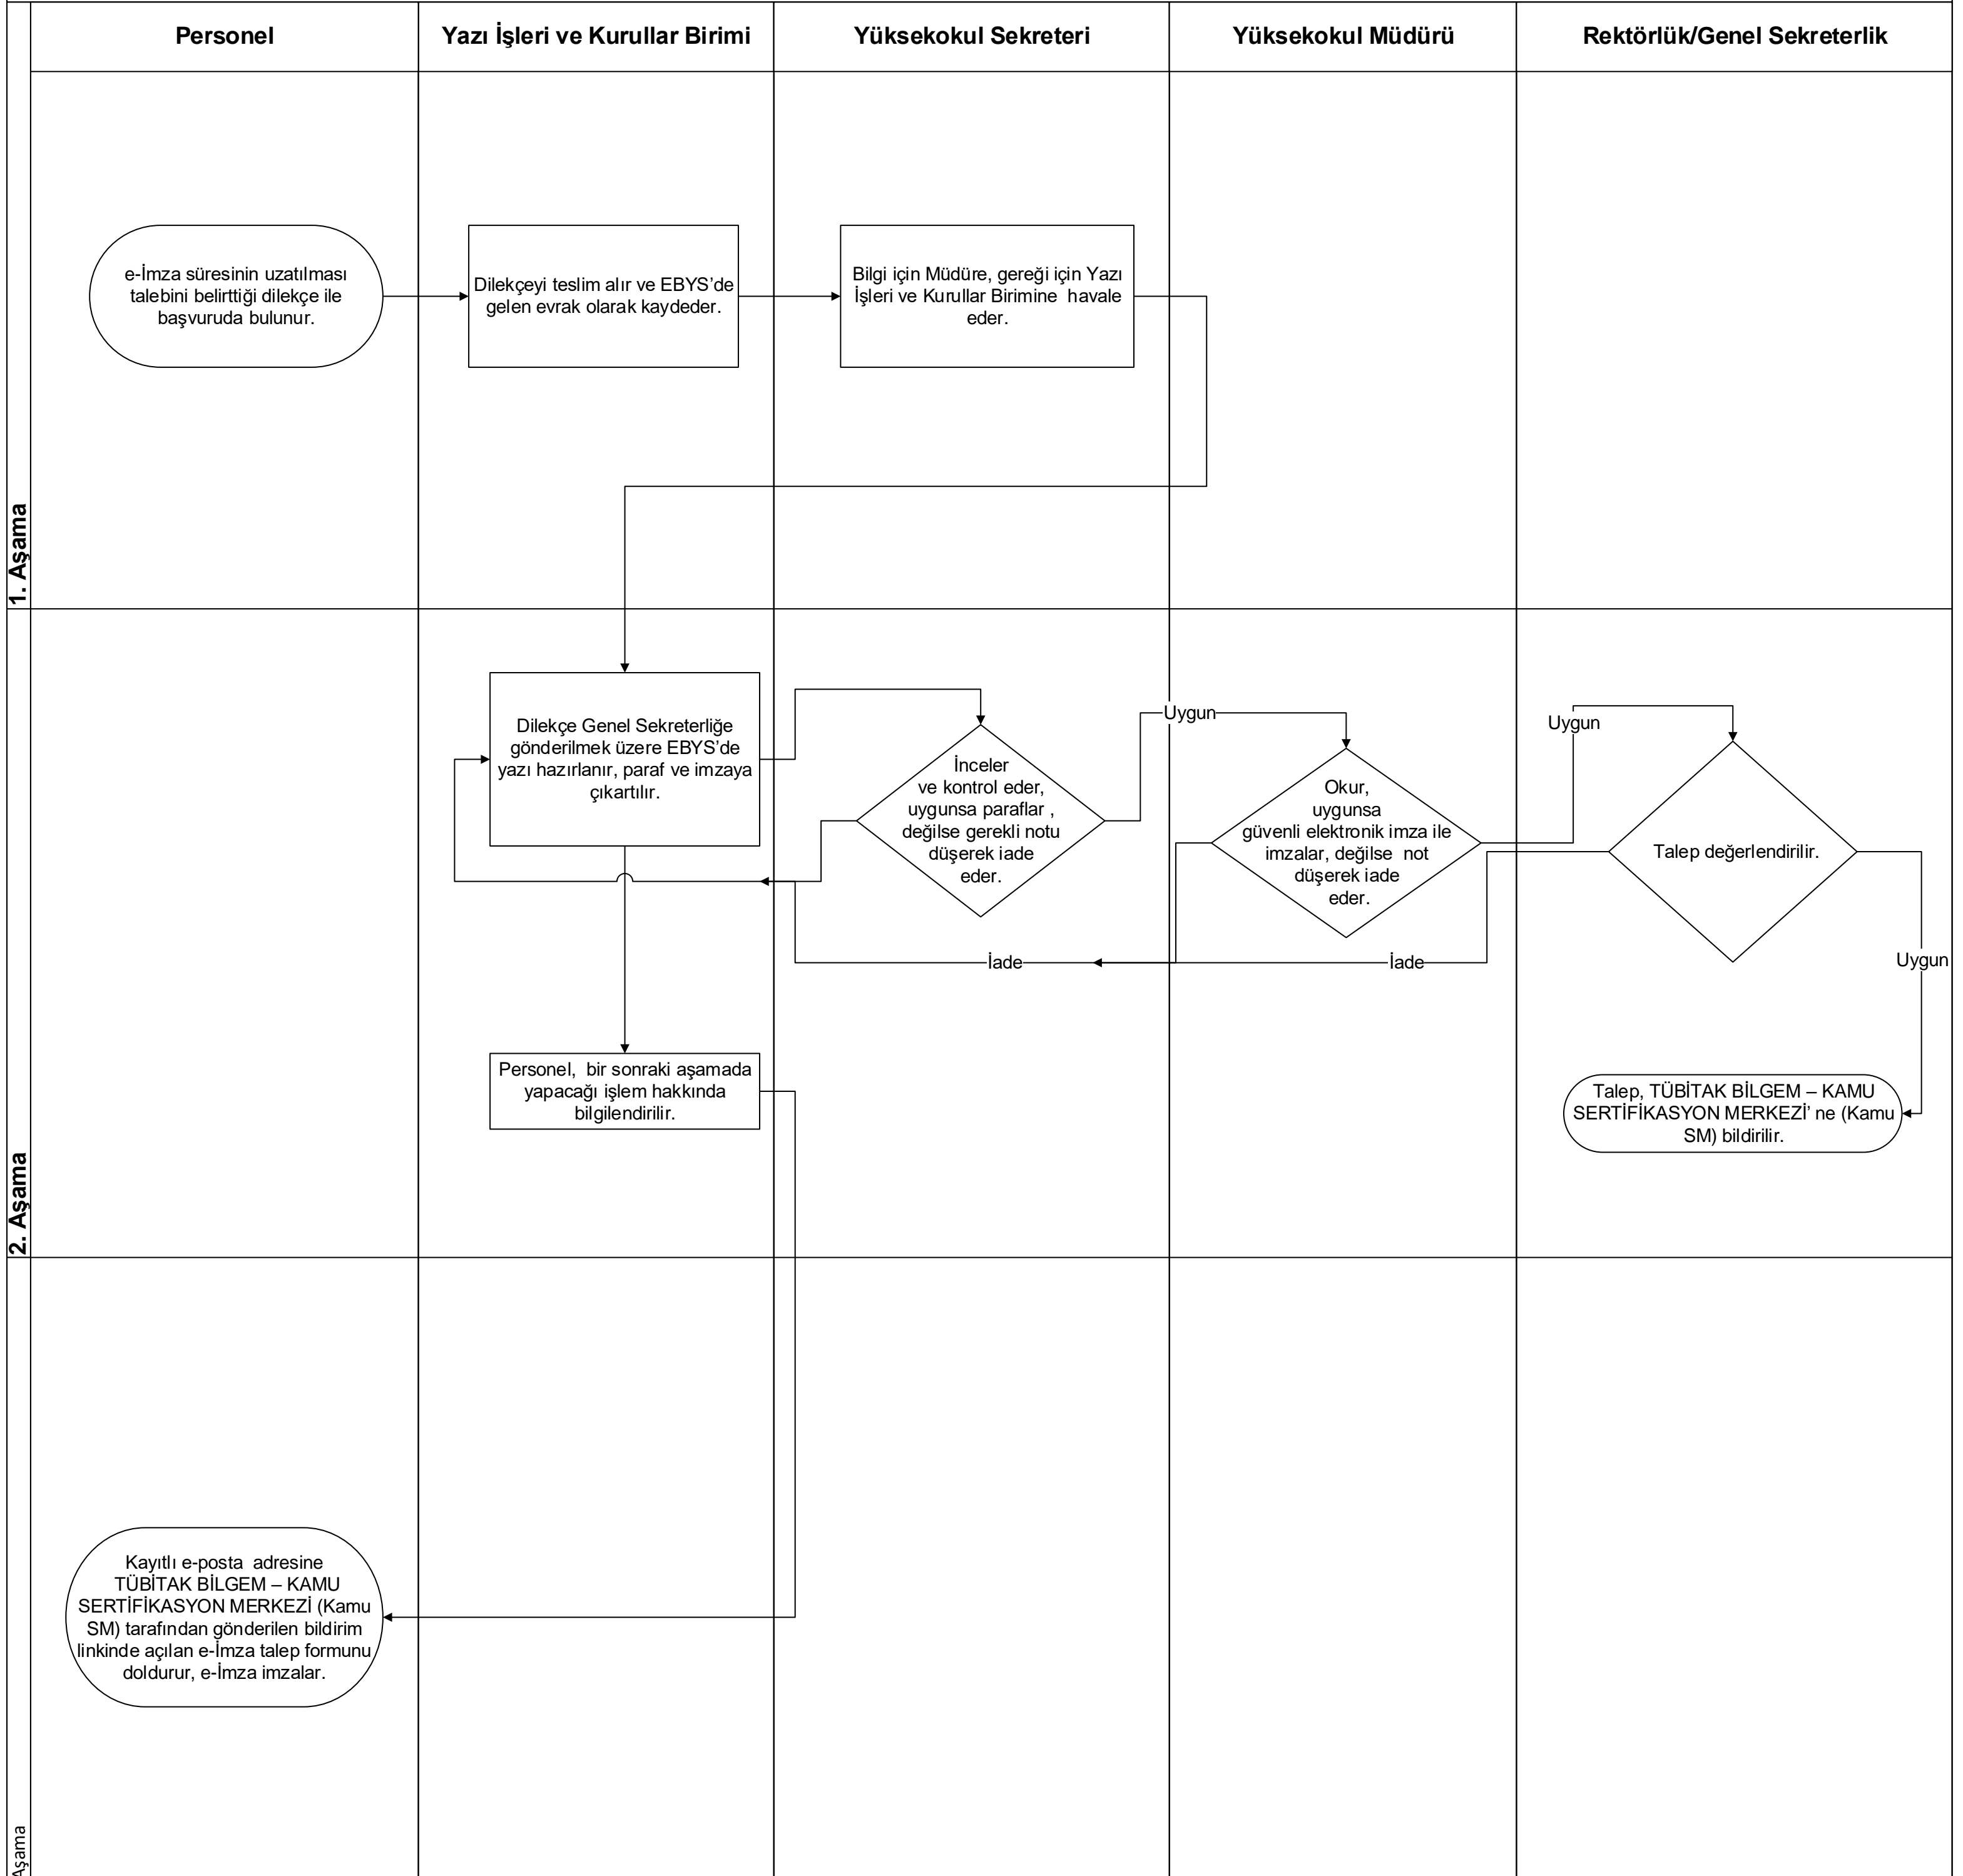 Personel
Yazı İşleri ve Kurullar Birimi
Yüksekokul Sekreteri
Yüksekokul Müdürü
Rektörlük/Genel Sekreterlik
1. Aşama
e-İmza süresinin uzatılması
talebini belirttiği dilekçe ile
başvuruda bulunur.
Dilekçeyi teslim alır ve EBYS’de
gelen evrak olarak kaydeder.
Bilgi için Müdüre, gereği için Yazı
İşleri ve Kurullar Birimine  havale
eder.
2. Aşama
Dilekçe Genel Sekreterliğe
gönderilmek üzere EBYS’de
yazı hazırlanır, paraf ve imzaya
çıkartılır.
İnceler
ve kontrol eder,
uygunsa paraflar ,
değilse gerekli notu
düşerek iade
eder.
Uygun
Okur,
uygunsa
güvenli elektronik imza ile
imzalar, değilse  not
düşerek iade
eder.
Uygun
Talep değerlendirilir.
İade
İade
Uygun
Personel,  bir sonraki aşamada
yapacağı işlem hakkında
bilgilendirilir.
Talep, TÜBİTAK BİLGEM – KAMU
SERTİFİKASYON MERKEZİ’ ne (Kamu
SM) bildirilir.
Aşama
Kayıtlı e-posta  adresine
TÜBİTAK BİLGEM – KAMU
SERTİFİKASYON MERKEZİ (Kamu
SM) tarafından gönderilen bildirim
linkinde açılan e-İmza talep formunu
doldurur, e-İmza imzalar.